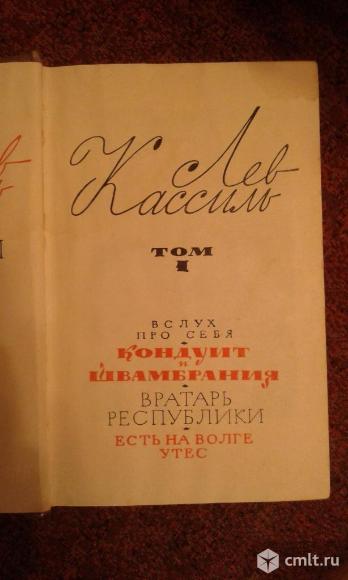 Лев
Кассиль
ТОМ
1
ВСЛУХ
ПРО СЕБЯ
КОНДУИТ
и
ШВАМБРАНИЯ
ВРАТАРЬ
РЕСПУБЛИКИ
ЕСТЬ НА ВОЛГЕ
УТЕС
cmlt.ru